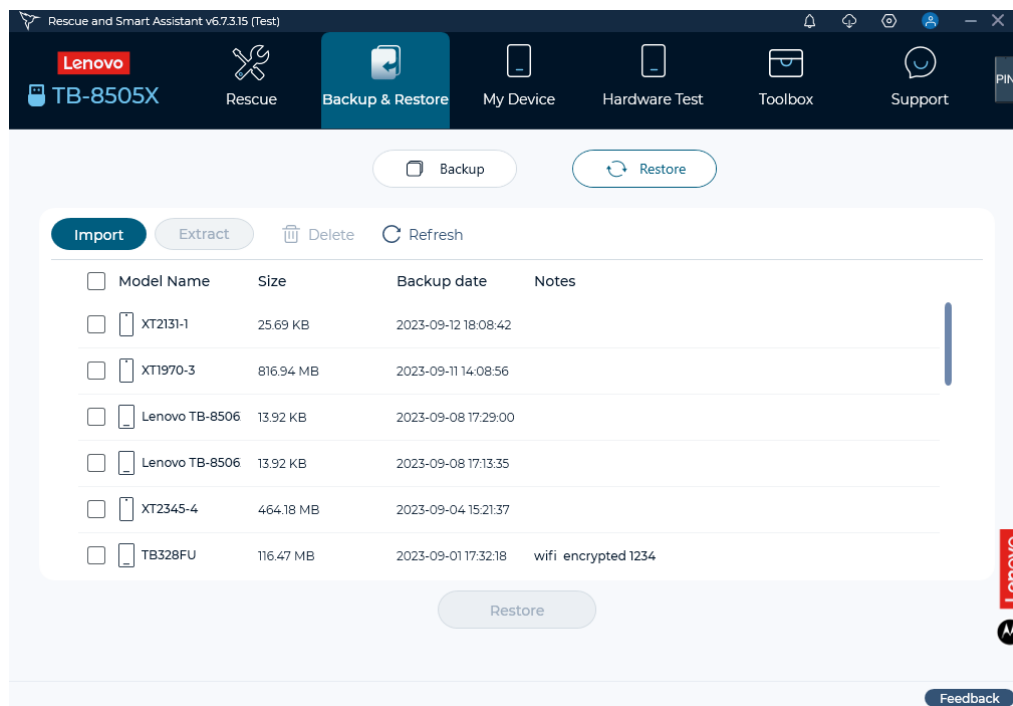 Rescue and Smart Assistant v6.7.3.15 (Test)
Lenovo
TB-8505X
Rescue
Backup & Restore
My Device
Hardware Test
Toolbox
Support
PIN
Backup
Restore
Import
Extract
Delete
Refresh
Model Name Size Backup date Notes
XT2131-1 25.69 KB 2023-09-12 18:08:42
XT1970-3 816.94 MB 2023-09-11 14:08:56
Lenovo TB-8506 13.92 KB 2023-09-08 17:29:00
Lenovo TB-8506 13.92 KB 2023-09-08 17:13:35
XT2345-4 464.18 MB 2023-09-04 15:21:37
TB328FU 116.47 MB 2023-09-01 17:32:18 wifi encrypted 1234
Lenovo
Restore
Feedback